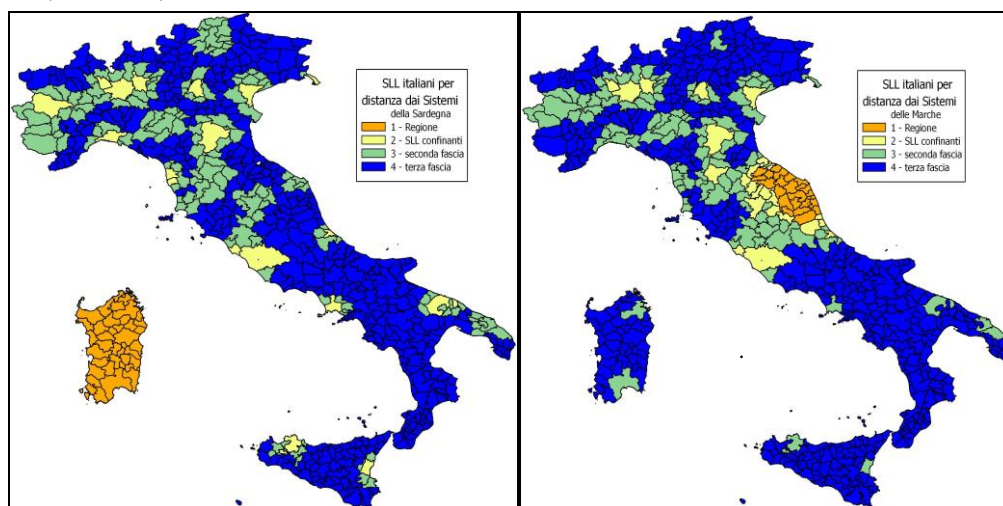 SLL italiani per
distanza dai Sistemi
della Sardegna
1 - Regione
2 - SLL confinanti
3 - seconda fascia
4 - terza fascia
SLL italiani per
distanza dai Sistemi
delle Marche
1 - Regione
2 - SLL confinanti
3 - seconda fascia
4 - terza fascia